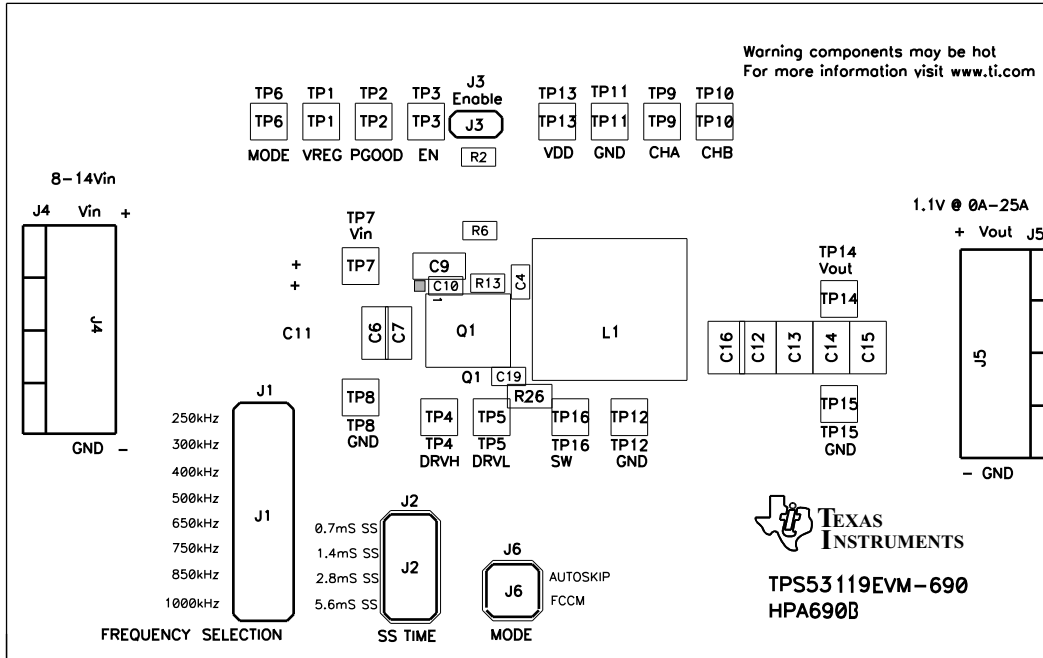 Warning components may be hot
For more information visit www.ti.com
J3
TP6 TP1 TP2 TP3 Enable TP13 TP11 TP9 TP10
TP6 TP1 TP2 TP3 J3 TP13 TP11 TP9 TP10
MODE VREG PGOOD EN R2 VDD GND CHA CHB
8-14Vin
J4 Vin +
1.1V @ 0A-25A
+ Vout J5
TP7
Vin
TP7
R6
C9
C10
R13
C4
+
+
TP14
Vout
TP14
J4
C11
C6
C7
1
Q1
L1
C16
C12
C13
C14
C15
J5
Q1
C19
R26
TP8
TP8
GND
TP4 TP5 TP16 TP12
TP4 TP5 TP16 TP12
DRVH DRVL SW GND
TP15
TP15
GND
GND -
- GND
J1
250kHz
300kHz
400kHz
500kHz
650kHz
750kHz
850kHz
1000kHz
J1
FREQUENCY SELECTION
J2
0.7mS SS
1.4mS SS
2.8mS SS
5.6mS SS
J2
SS TIME
J6
J6
AUTOSKIP
FCCM
MODE
ti
TEXAS
INSTRUMENTS
TPS53119EVM-690
HPA690B